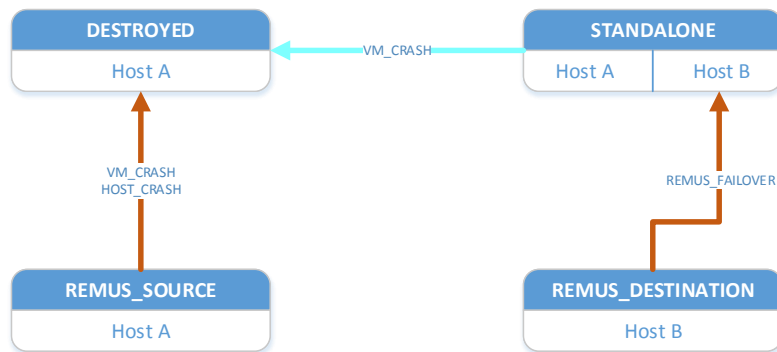 DESTROYED
Host A
VM_CRASH
STANDALONE
Host A
Host B
VM_CRASH
HOST_CRASH
REMUS_FAILOVER
REMUS_SOURCE
Host A
REMUS_DESTINATION
Host B